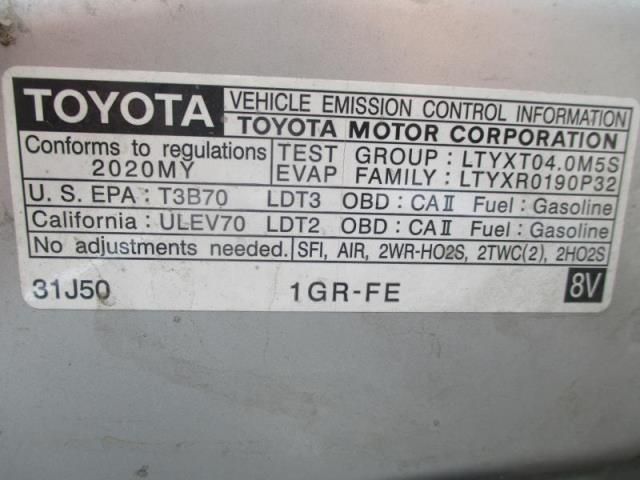 TOYOTA VEHICLE EMISSION CONTROL INFORMATION
TOYOTA MOTOR CORPORATION
Conforms to regulations TEST GROUP : LTYXT04.0M5S
2020MY EVAP FAMILY: LTYXR0190P32
U. S. EPA : T3B70 LDT3 OBD : CAⅡ Fuel : Gasoline
California : ULEV70 LDT2 OBD : CAⅡ Fuel : Gasoline
No adjustments needed. SFI, AIR, 2WR-HO2S, 2TWC(2), 2HO2S
31J50 1GR-FE 8V